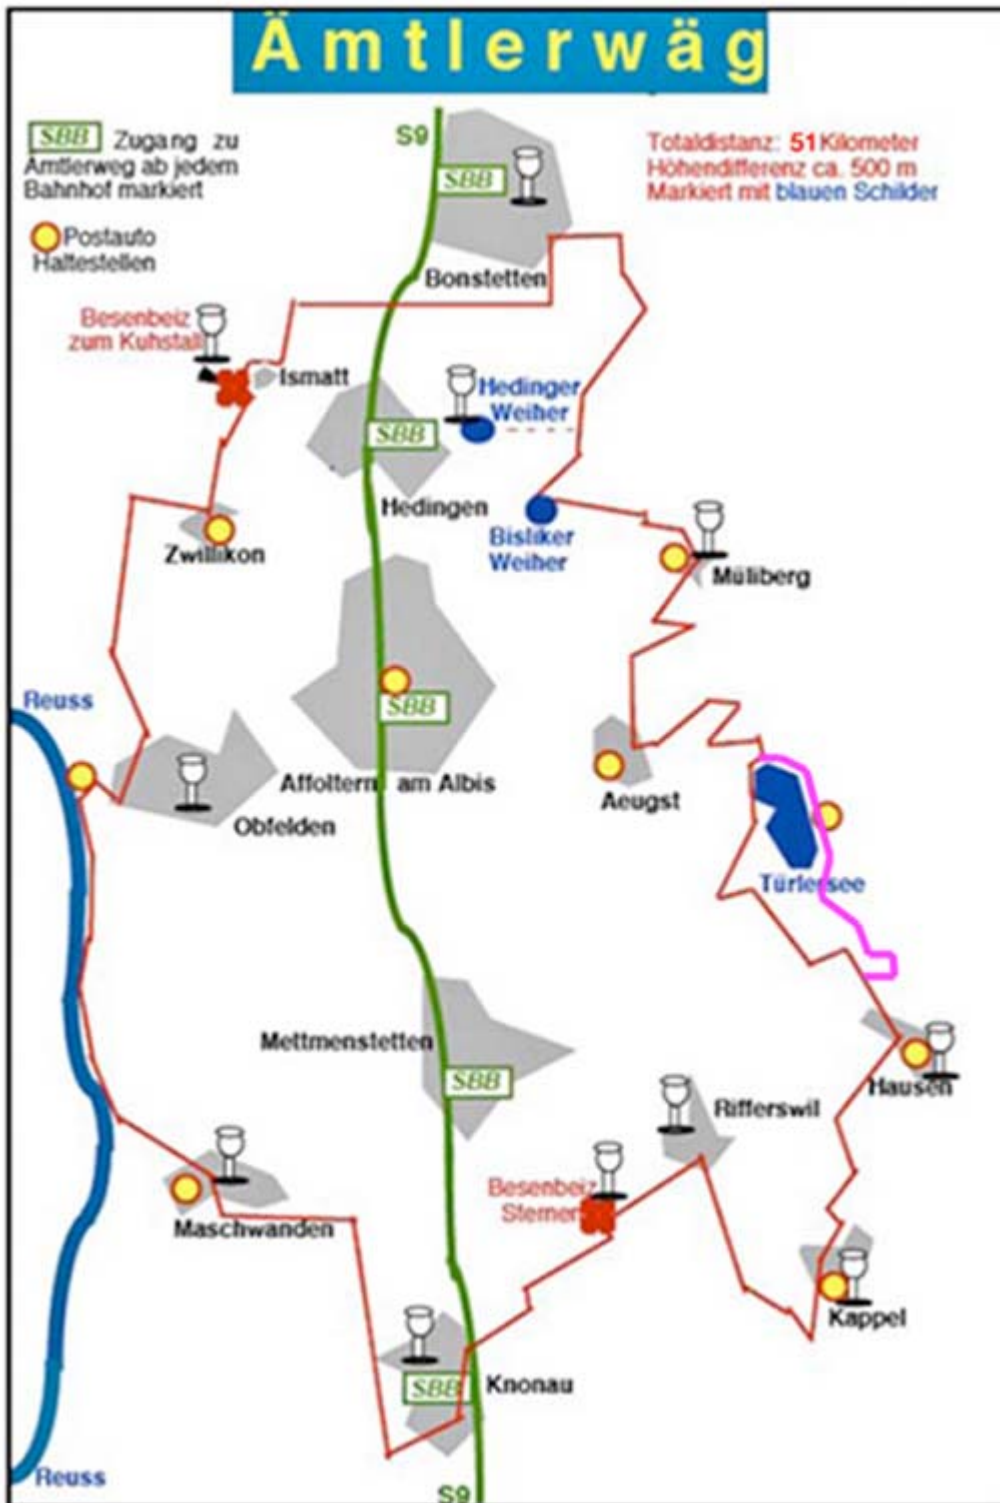 Ämtlerwäg
SBB Zugang zu
Ämtlerweg ab jedem
Bahnhof markiert
Postauto
Haltestellen
S9
SBB
Totaldistanz: 51 Kilometer
Höhendifferenz ca. 500 m
Markiert mit blauen Schilder
Bonstetten
Besenbeiz
zum Kuhstall
Ismatt
Hedinger
Weiher
SBB
Hedingen
Zwillikon
Bisliker
Weiher
Müliberg
Reuss
SBB
Affoltern am Albis
Obfelden
Aeugst
Türlersee
Mettmenstetten
SBB
Hausen
Rifferswil
Besenbeiz
Sternen
Maschwanden
Kappel
SBB
Knonau
Reuss
S9